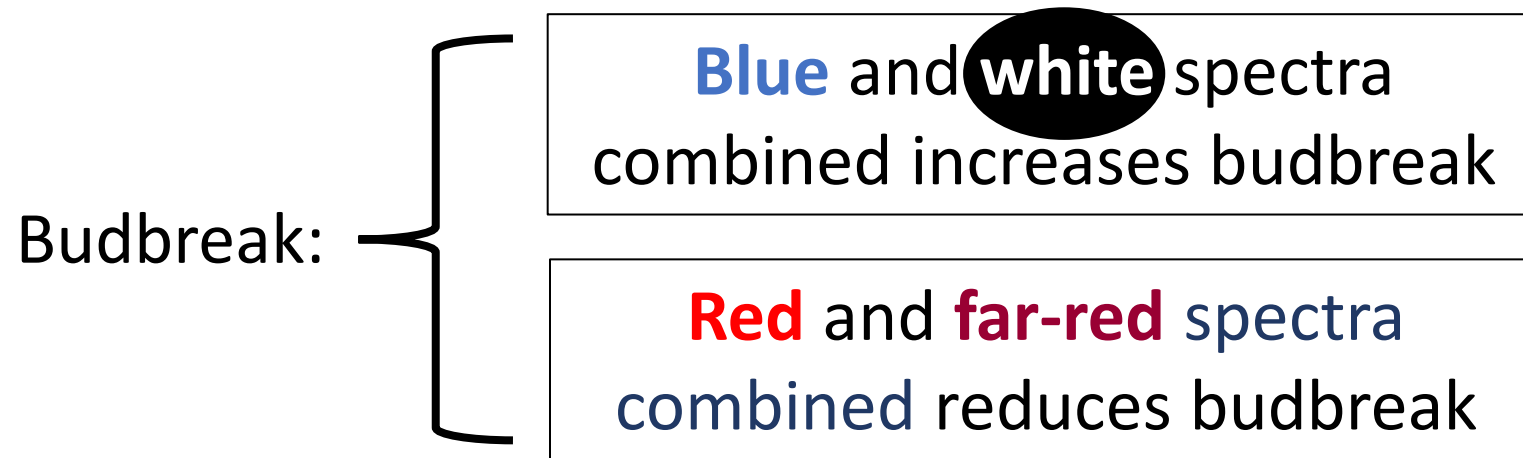 Budbreak:
Blue and white spectra
combined increases budbreak
Red and far-red spectra
combined reduces budbreak